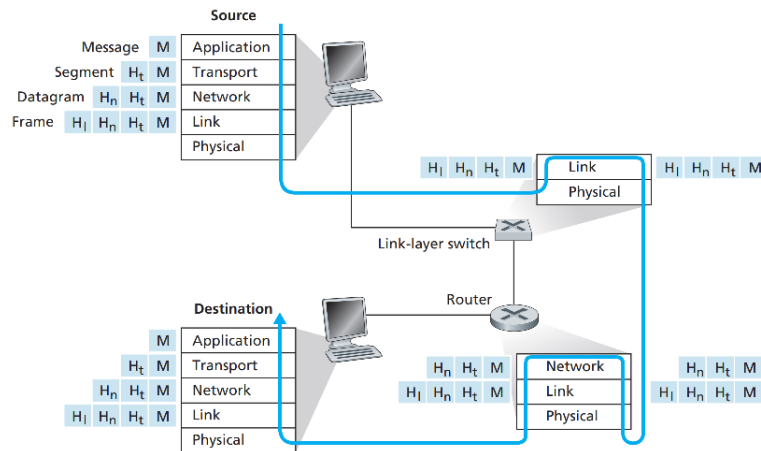 Source
Message M Application
Segment Ht M Transport
Datagram Hn Ht M Network
Frame Hl Hn Ht M Link
Physical
Hl Hn Ht M Link Hl Hn Ht M
Physical
Link-layer switch
Router
Destination
M Application
Ht M Transport
Hn Ht M Network
Hl Hn Ht M Link
Physical
Hn Ht M Network Hn Ht M
Hl Hn Ht M Link Hl Hn Ht M
Physical